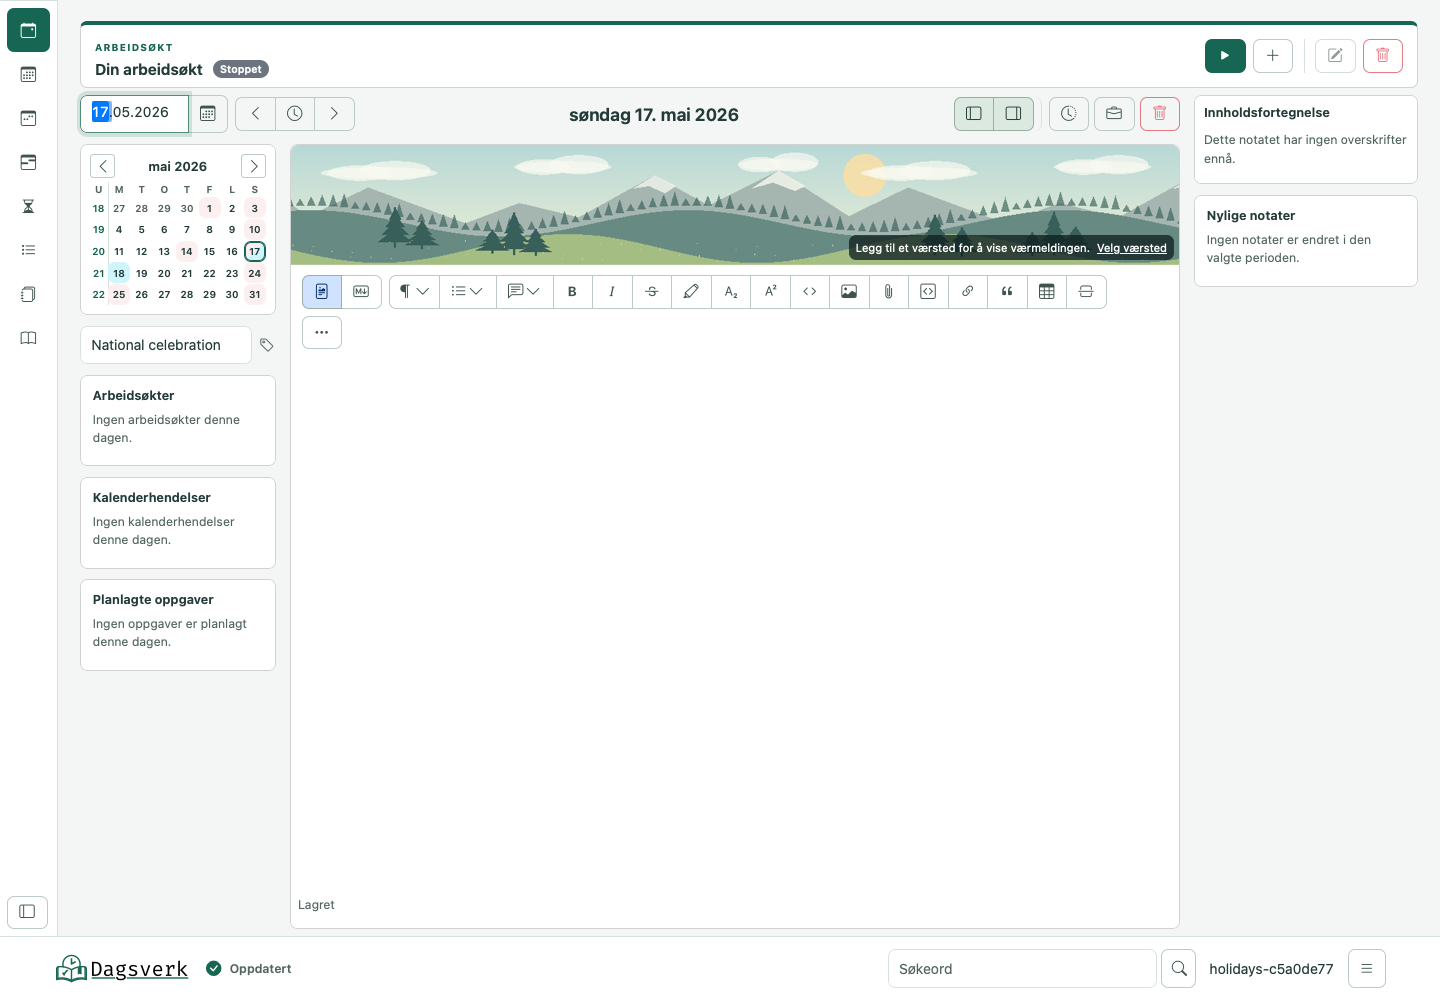 ARBEIDSØKT
Din arbeidsøkt Stoppet
17.05.2026
søndag 17. mai 2026
mai 2026
U M T O T F L S
18 27 28 29 30 1 2 3
19 4 5 6 7 8 9 10
20 11 12 13 14 15 16 17
21 18 19 20 21 22 23 24
22 25 26 27 28 29 30 31
National celebration
Arbeidsøkter
Ingen arbeidsøkter denne
dagen.
Kalenderhendelser
Ingen kalenderhendelser
denne dagen.
Planlagte oppgaver
Ingen oppgaver er planlagt
denne dagen.
Legg til et værsted for å vise værmeldingen. Velg værsted
Lagret
Innholdsfortegnelse
Dette notatet har ingen overskrifter
ennå.
Nylige notater
Ingen notater er endret i den
valgte perioden.
Dagsverk
Oppdatert
Søkeord
holidays-c5a0de77